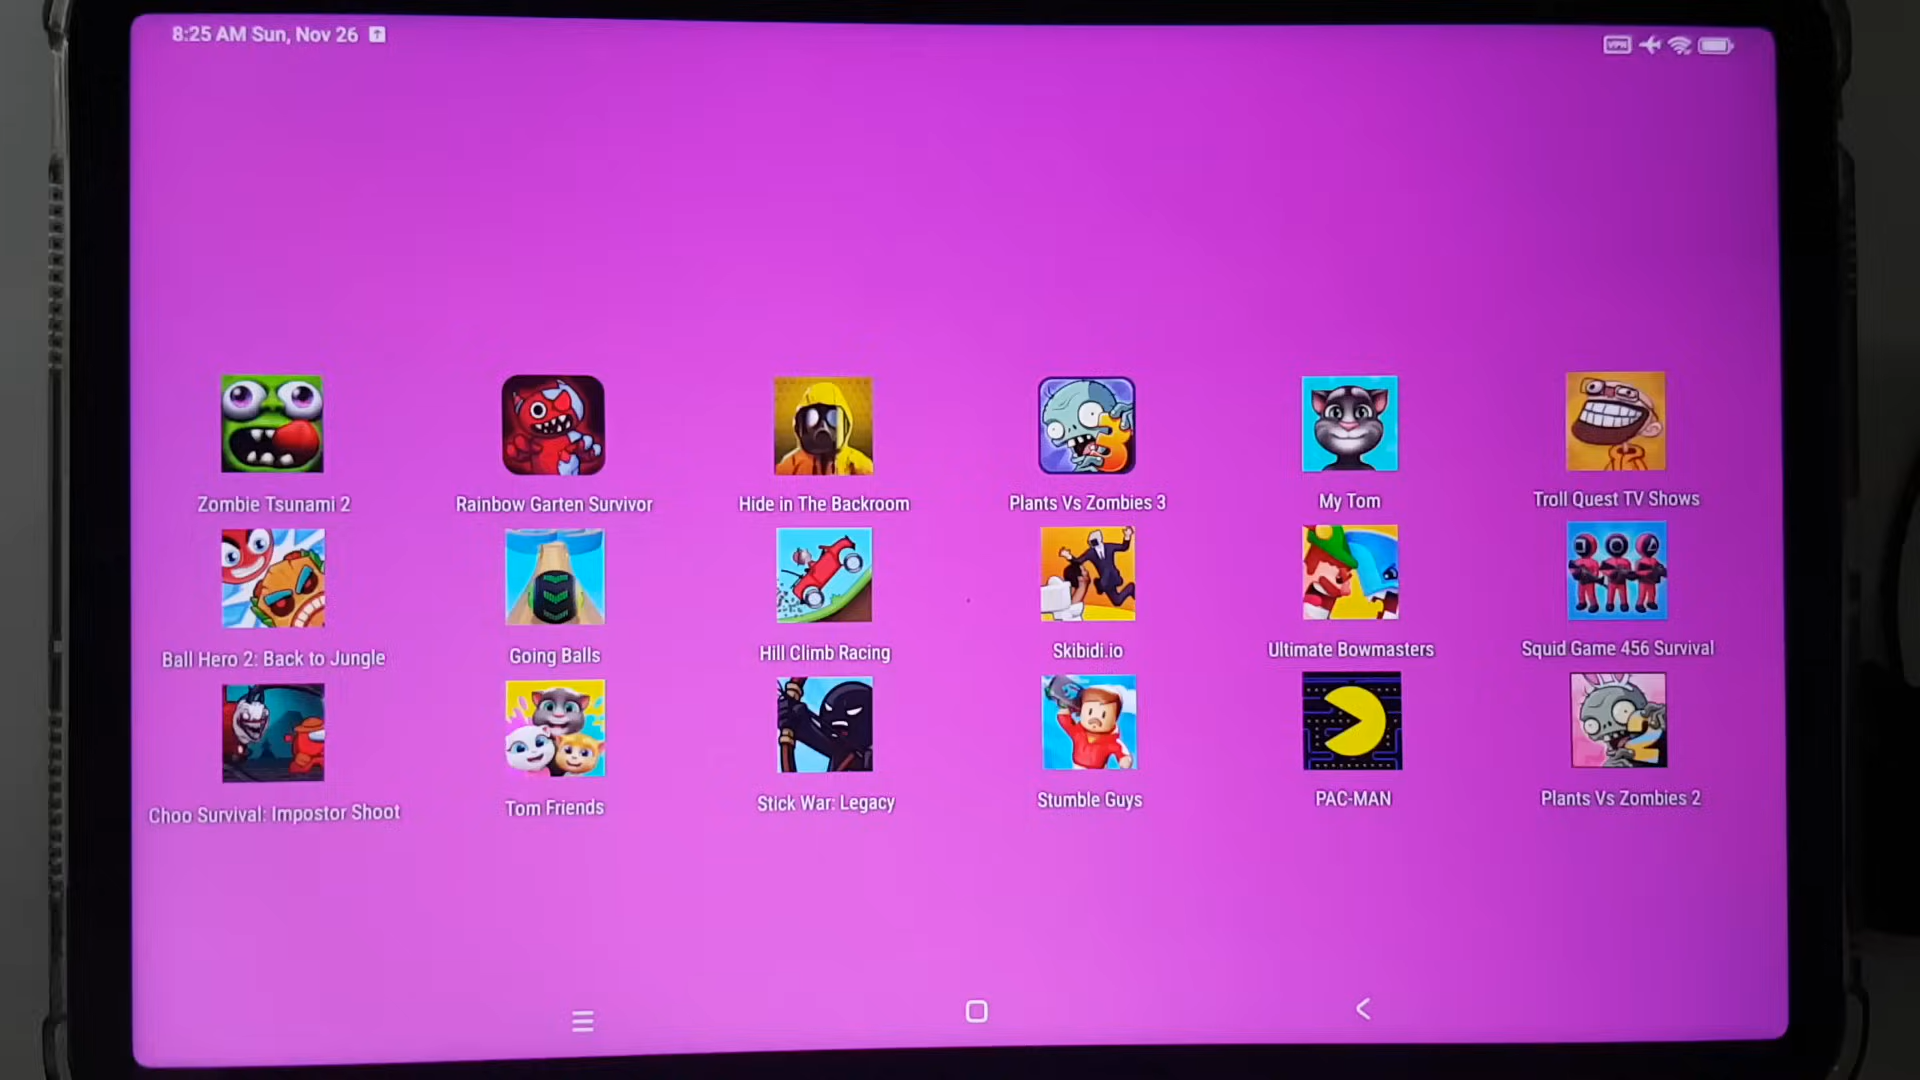 8:25 AM Sun, Nov 26
VPN
Zombie Tsunami 2
Rainbow Garten Survivor
Hide in The Backroom
Plants Vs Zombies 3
My Tom
Troll Quest TV Shows
Ball Hero 2: Back to Jungle
Going Balls
Hill Climb Racing
Skibidi.io
Ultimate Bowmasters
Squid Game 456 Survival
Choo Survival: Impostor Shoot
Tom Friends
Stick War: Legacy
Stumble Guys
PAC-MAN
Plants Vs Zombies 2